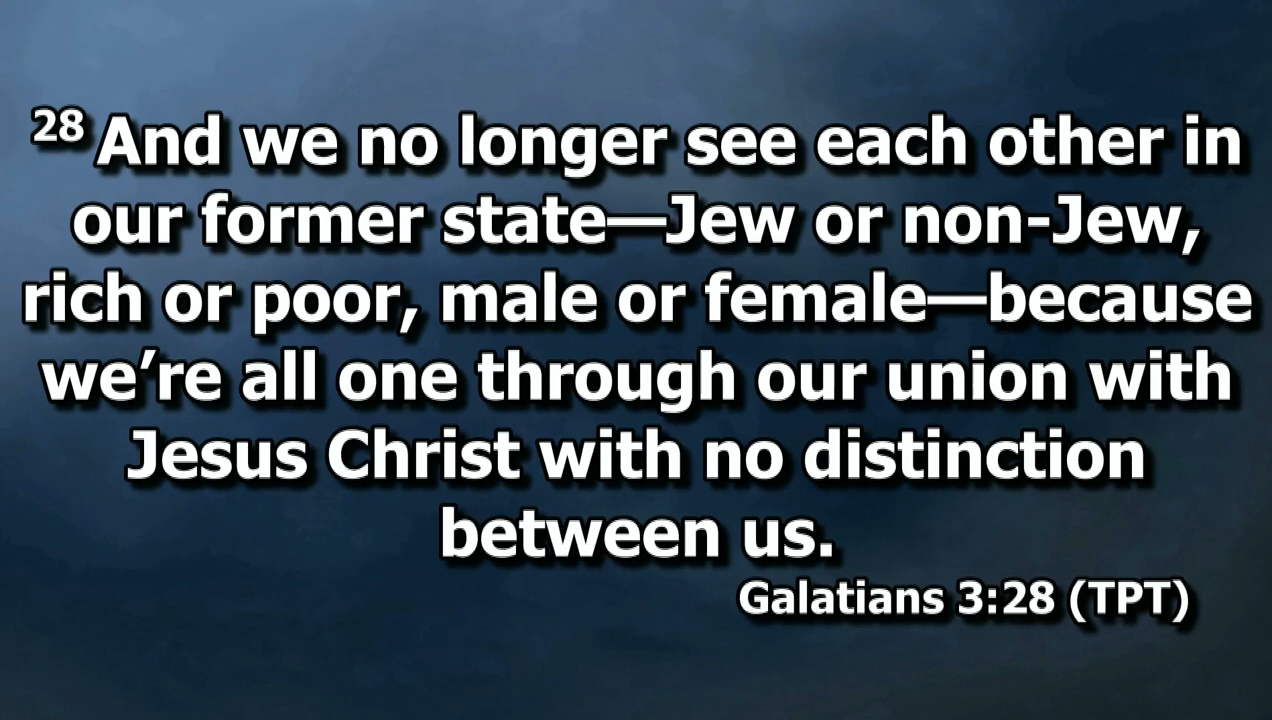 28 And we no longer see each other in
our former state—Jew or non-Jew,
rich or poor, male or female—because
we’re all one through our union with
Jesus Christ with no distinction
between us.
Galatians 3:28 (TPT)